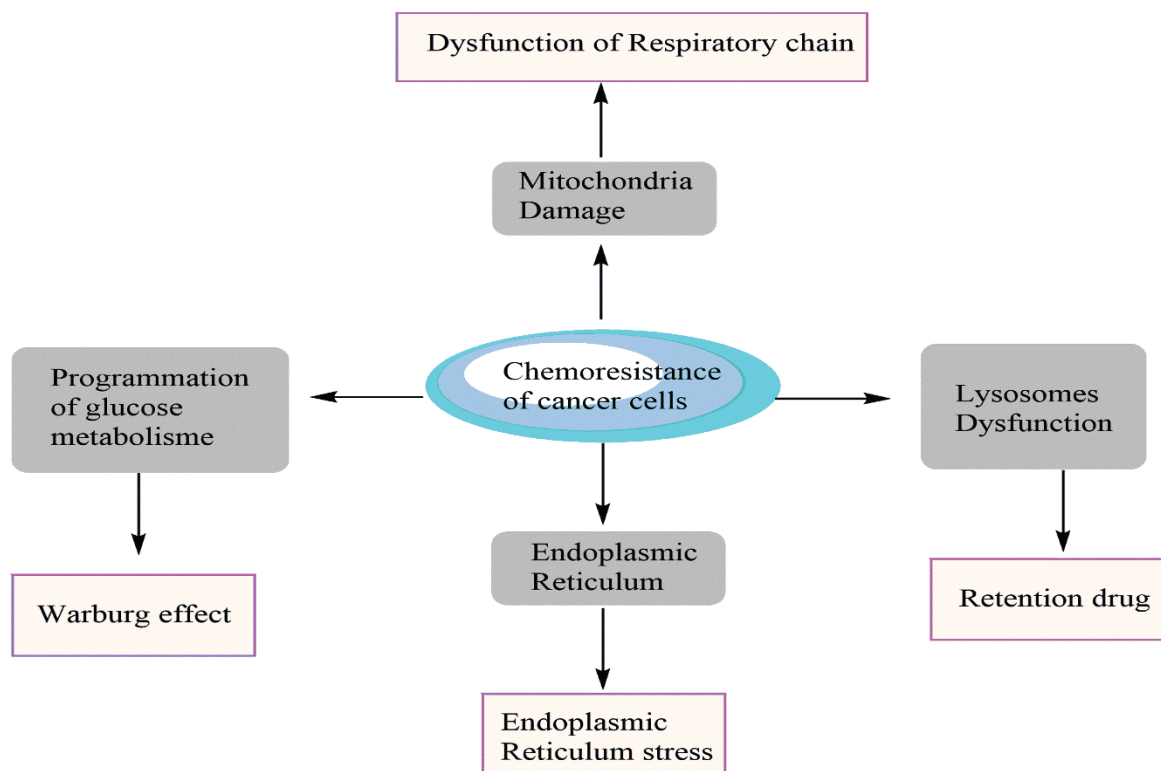 Dysfunction of Respiratory chain
Mitochondria
Damage
Chemoresistance
of cancer cells
Programmation
of glucose
metabolisme
Lysosomes
Dysfunction
Endoplasmic
Reticulum
Warburg effect
Retention drug
Endoplasmic
Reticulum stress